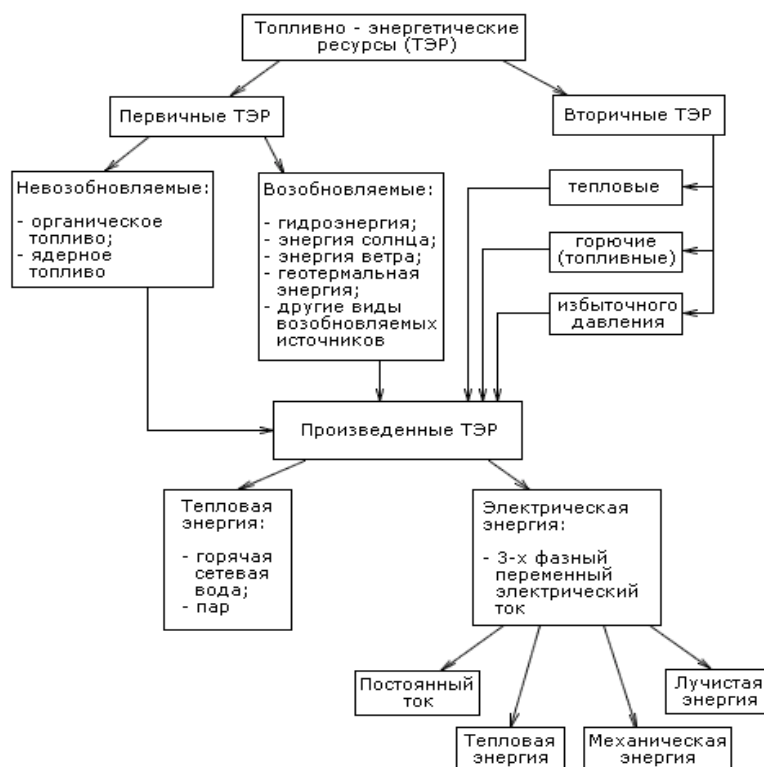 Топливно - энергетические
ресурсы (ТЭР)
Первичные ТЭР
Вторичные ТЭР
Невозобновляемые:
- органическое
топливо;
- ядерное
топливо
Возобновляемые:
- гидроэнергия;
- энергия солнца;
- энергия ветра;
- геотермальная
энергия;
- другие виды
возобновляемых
источников
тепловые
горючие
(топливные)
избыточного
давления
Произведенные ТЭР
Тепловая
энергия:
- горячая
сетевая
вода;
- пар
Электрическая
энергия:
- 3-х фазный
переменный
электрический
ток
Постоянный
ток
Тепловая
энергия
Механическая
энергия
Лучистая
энергия